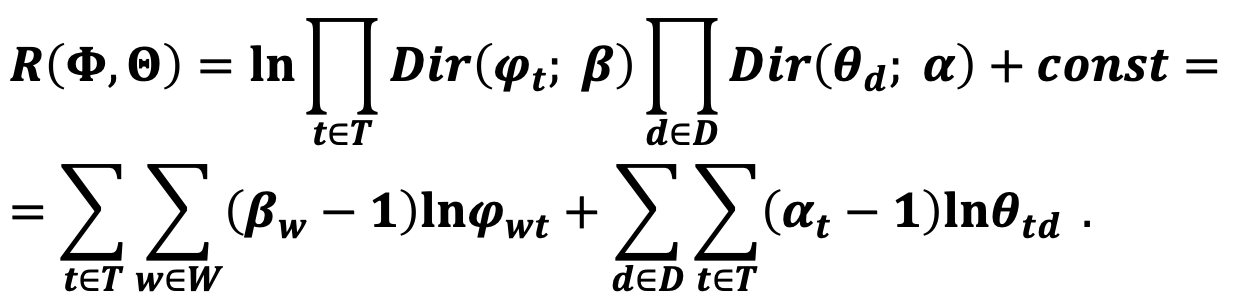 R(Φ, Θ) = ln ∏_{t∈T} Dir(φ_t; β) ∏_{d∈D} Dir(θ_d; α) + const =
= ∑_{t∈T} ∑_{w∈W} (β_w − 1)lnφ_{wt} + ∑_{d∈D} ∑_{t∈T} (α_t − 1)lnθ_{td} .